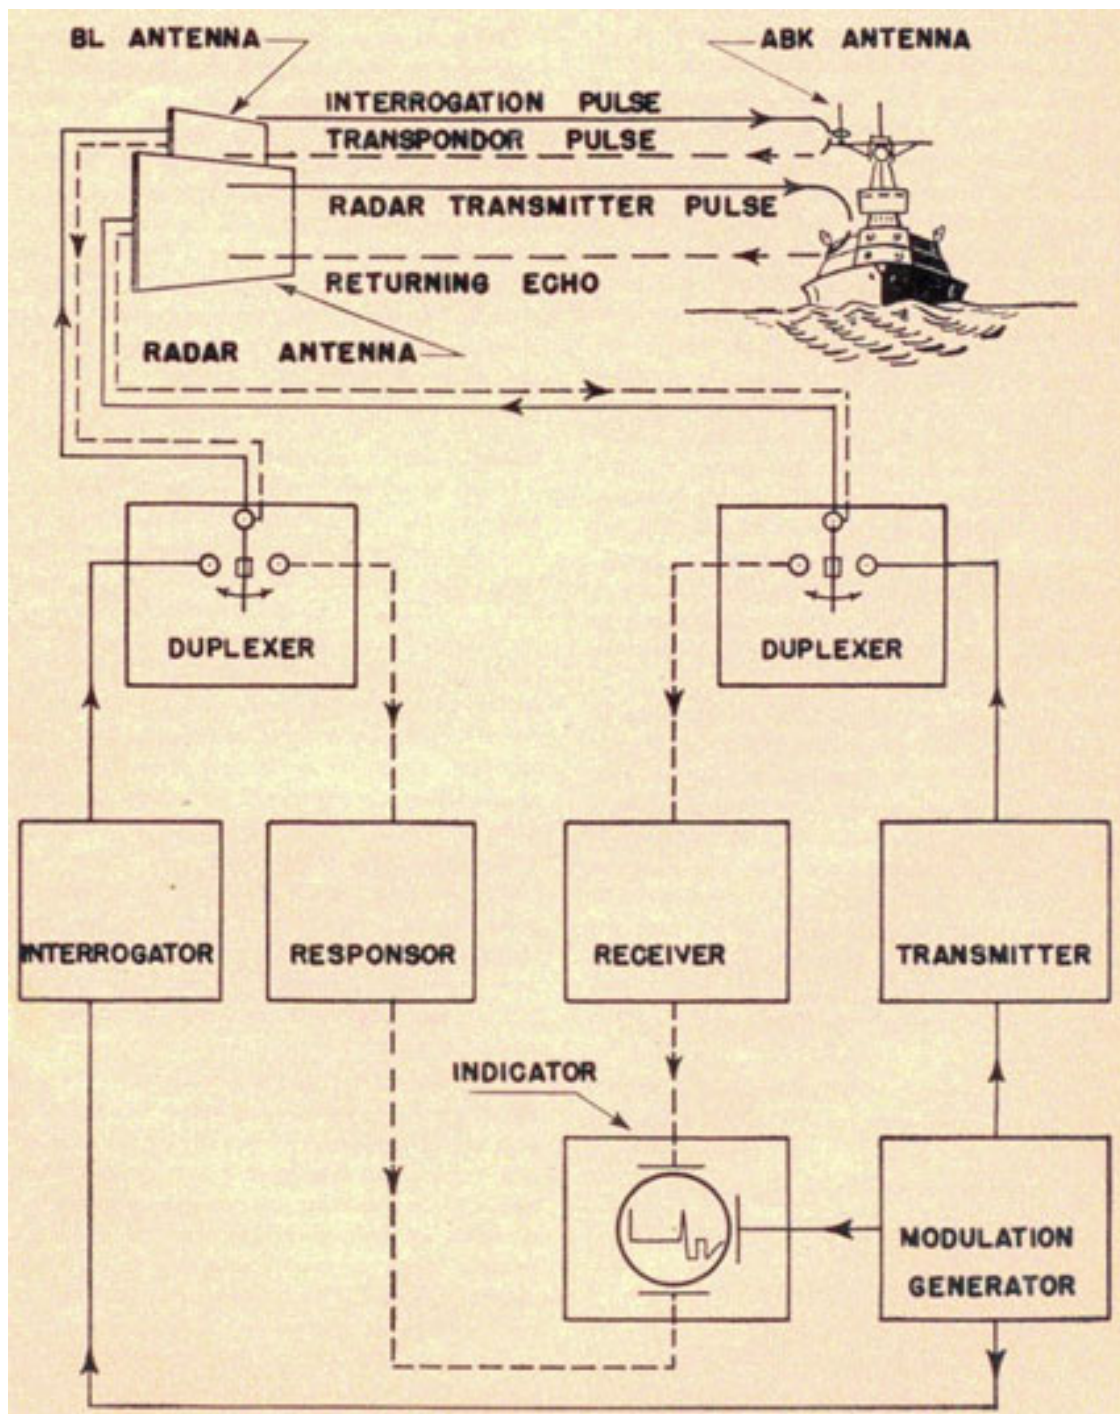 BL ANTENNA
ABK ANTENNA
INTERROGATION PULSE
TRANSPONDOR PULSE
RADAR TRANSMITTER PULSE
RETURNING ECHO
RADAR ANTENNA
DUPLEXER
DUPLEXER
INTERROGATOR
RESPONSOR
RECEIVER
TRANSMITTER
INDICATOR
MODULATION
GENERATOR